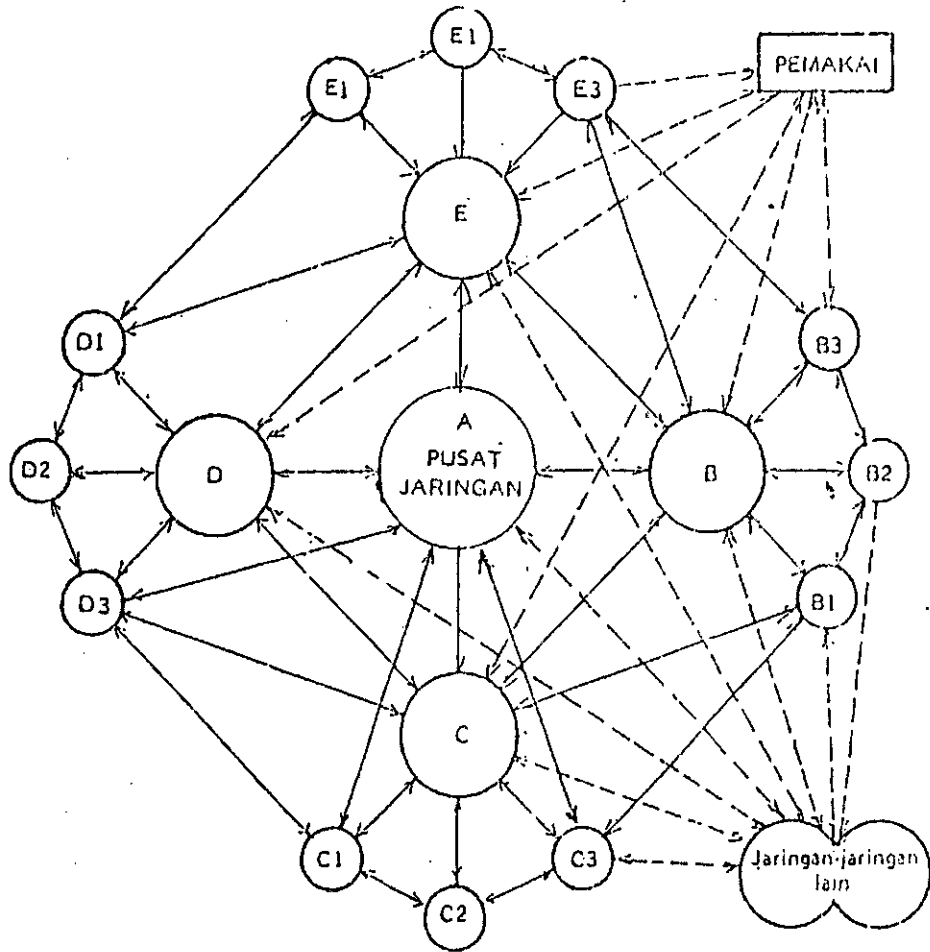 E1
E1
E3
PEMAKAI
E
D1
B3
D2
D
A
PUSAT
JARINGAN
B
B2
D3
B1
C
C1
C3
Jaringan-jaringan
lain
C2